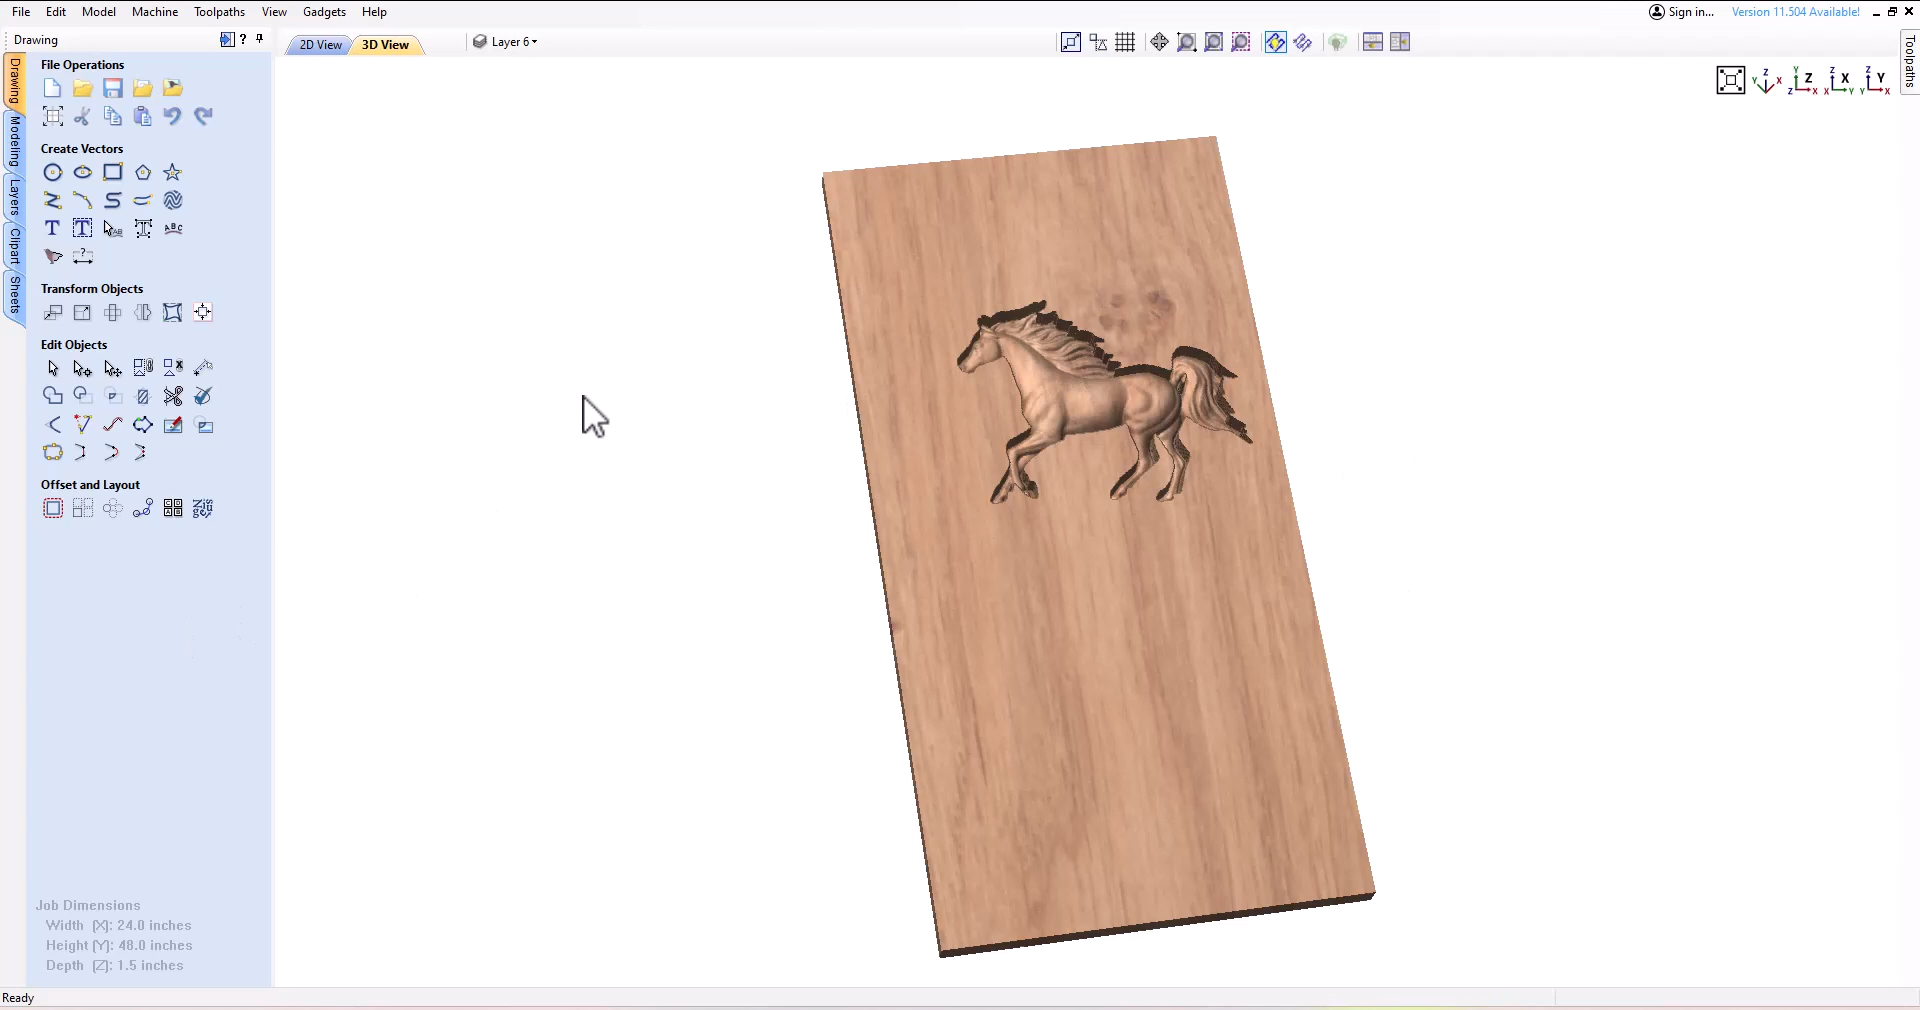 File Edit Model Machine Toolpaths View Gadgets Help Sign in... Version 11.504 Available!
Drawing
2D View 3D View Layer 6
Toolpaths
Drawing
Modeling
Layers
Clipart
Sheets
File Operations
Create Vectors
Transform Objects
Edit Objects
Offset and Layout
Job Dimensions
Width (X): 24.0 inches
Height (Y): 48.0 inches
Depth (Z): 1.5 inches
Ready